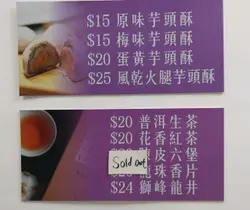 $15 原味芋頭酥
$15 梅味芋頭酥
$20 蛋黃芋頭酥
$25 風乾火腿芋頭酥
$20 普洱生茶
$20 花香紅茶
皮六堡
Sold out
珠香片
$24 獅峰龍井